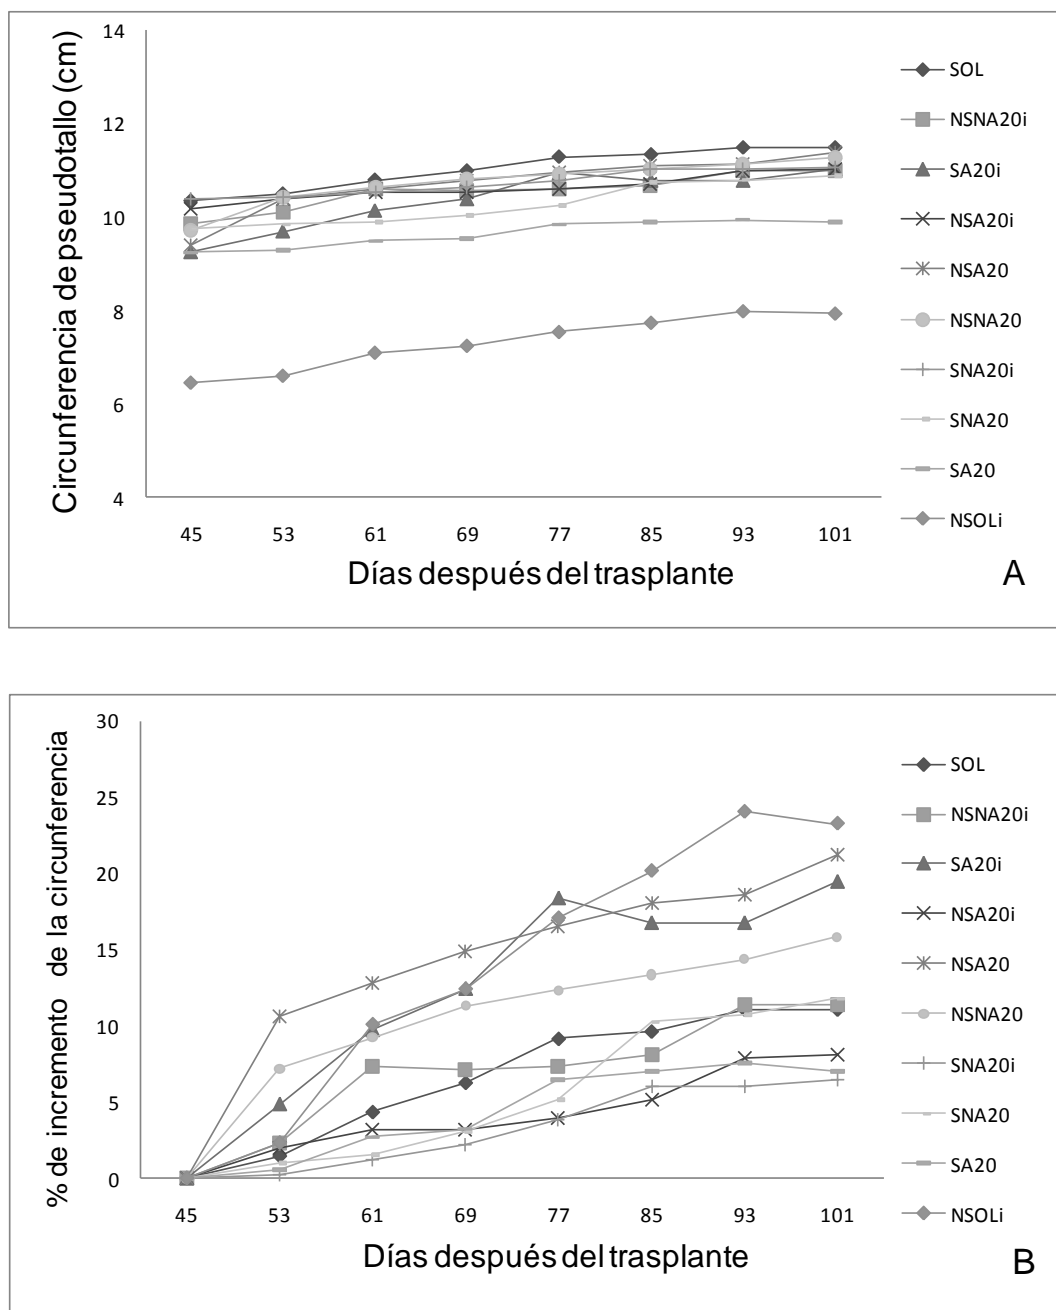 Circunferencia de pseudotallo (cm)
14
12
10
8
6
4
45 53 61 69 77 85 93 101
Días después del trasplante
A
SOL
NSNA20i
SA20i
NSA20i
NSA20
NSNA20
SNA20i
SNA20
SA20
NSOLi
% de incremento de la circunferencia
30
25
20
15
10
5
0
45 53 61 69 77 85 93 101
Días después del trasplante
B
SOL
NSNA20i
SA20i
NSA20i
NSA20
NSNA20
SNA20i
SNA20
SA20
NSOLi